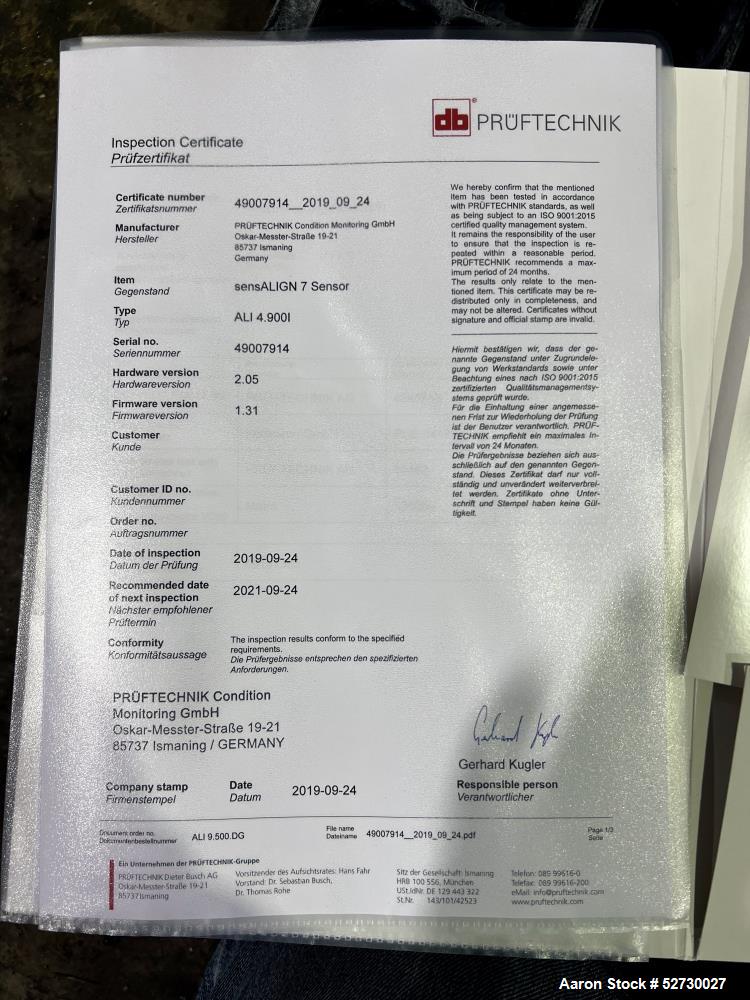 db® PRÜFTECHNIK
Inspection Certificate
Prüfzertifikat
Certificate number
Zertifikatsnummer
49007914__2019_09_24
Manufacturer
Hersteller
PRÜFTECHNIK Condition Monitoring GmbH
Oskar-Messter-Straße 19-21
85737 Ismaning
Germany
Item
Gegenstand
sensALIGN 7 Sensor
Type
Typ
ALI 4.900I
Serial no.
Seriennummer
49007914
Hardware version
Hardwareversion
2.05
Firmware version
Firmwareversion
1.31
Customer
Kunde
Customer ID no.
Kundennummer
Order no.
Auftragsnummer
Date of inspection
Datum der Prüfung
2019-09-24
Recommended date
of next inspection
Nächster empfohlener
Prüftermin
2021-09-24
Conformity
Konformitätsaussage
The inspection results conform to the specified
requirements.
Die Prüfergebnisse entsprechen den spezifizierten
Anforderungen.
We hereby confirm that the mentioned
item has been tested in accordance
with PRÜFTECHNIK standards, as well
as being subject to an ISO 9001:2015
certified quality management system.
It remains the responsibility of the user
to ensure that the inspection is re-
peated within a reasonable period.
PRÜFTECHNIK recommends a max-
imum period of 24 months.
The results only relate to the men-
tioned item. This certificate may be re-
distributed only in completeness, and
may not be altered. Certificates without
signature and official stamp are invalid.
Hiermit bestätigen wir, dass der ge-
nannte Gegenstand unter Zugrundele-
gung von Werkstandards sowie unter
Beachtung eines nach ISO 9001:2015
zertifizierten Qualitätsmanagementsy-
stems geprüft wurde.
Für die Einhaltung einer angemesse-
nen Frist zur Wiederholung der Prüfung
ist der Benutzer verantwortlich. PRÜF-
TECHNIK empfiehlt ein maximales In-
tervall von 24 Monaten.
Die Prüfergebnisse beziehen sich aus-
schließlich auf den genannten Gegen-
stand. Dieses Zertifikat darf nur voll-
ständig und unverändert weiterverbrei-
tet werden. Zertifikate ohne Unter-
schrift und Stempel haben keine Gül-
tigkeit.
PRÜFTECHNIK Condition
Monitoring GmbH
Oskar-Messter-Straße 19-21
85737 Ismaning / GERMANY
Gerhard Kugler
Gerhard Kugler
Company stamp
Firmenstempel
Date
Datum
2019-09-24
Responsible person
Verantwortlicher
Document order no.
Dokumentenbestellnummer
ALI 9.500.DG
File name
Dateiname
49007914__2019_09_24.pdf
Page 1/3
Seite
Ein Unternehmen der PRÜFTECHNIK-Gruppe
PRÜFTECHNIK Dieter Busch AG
Oskar-Messter-Straße 19-21
85737 Ismaning
Vorsitzender des Aufsichtsrates: Hans Fahr
Vorstand: Dr. Sebastian Busch,
Dr. Thomas Rohe
Sitz der Gesellschaft: Ismaning
HRB 100 556, München
USt.IdNr. DE 129 443 322
St.Nr. 143/101/42523
Telefon: 089 99616-0
Telefax: 089 99616-200
eMail: info@pruftechnik.com
www.pruftechnik.com
Aaron Stock # 52730027